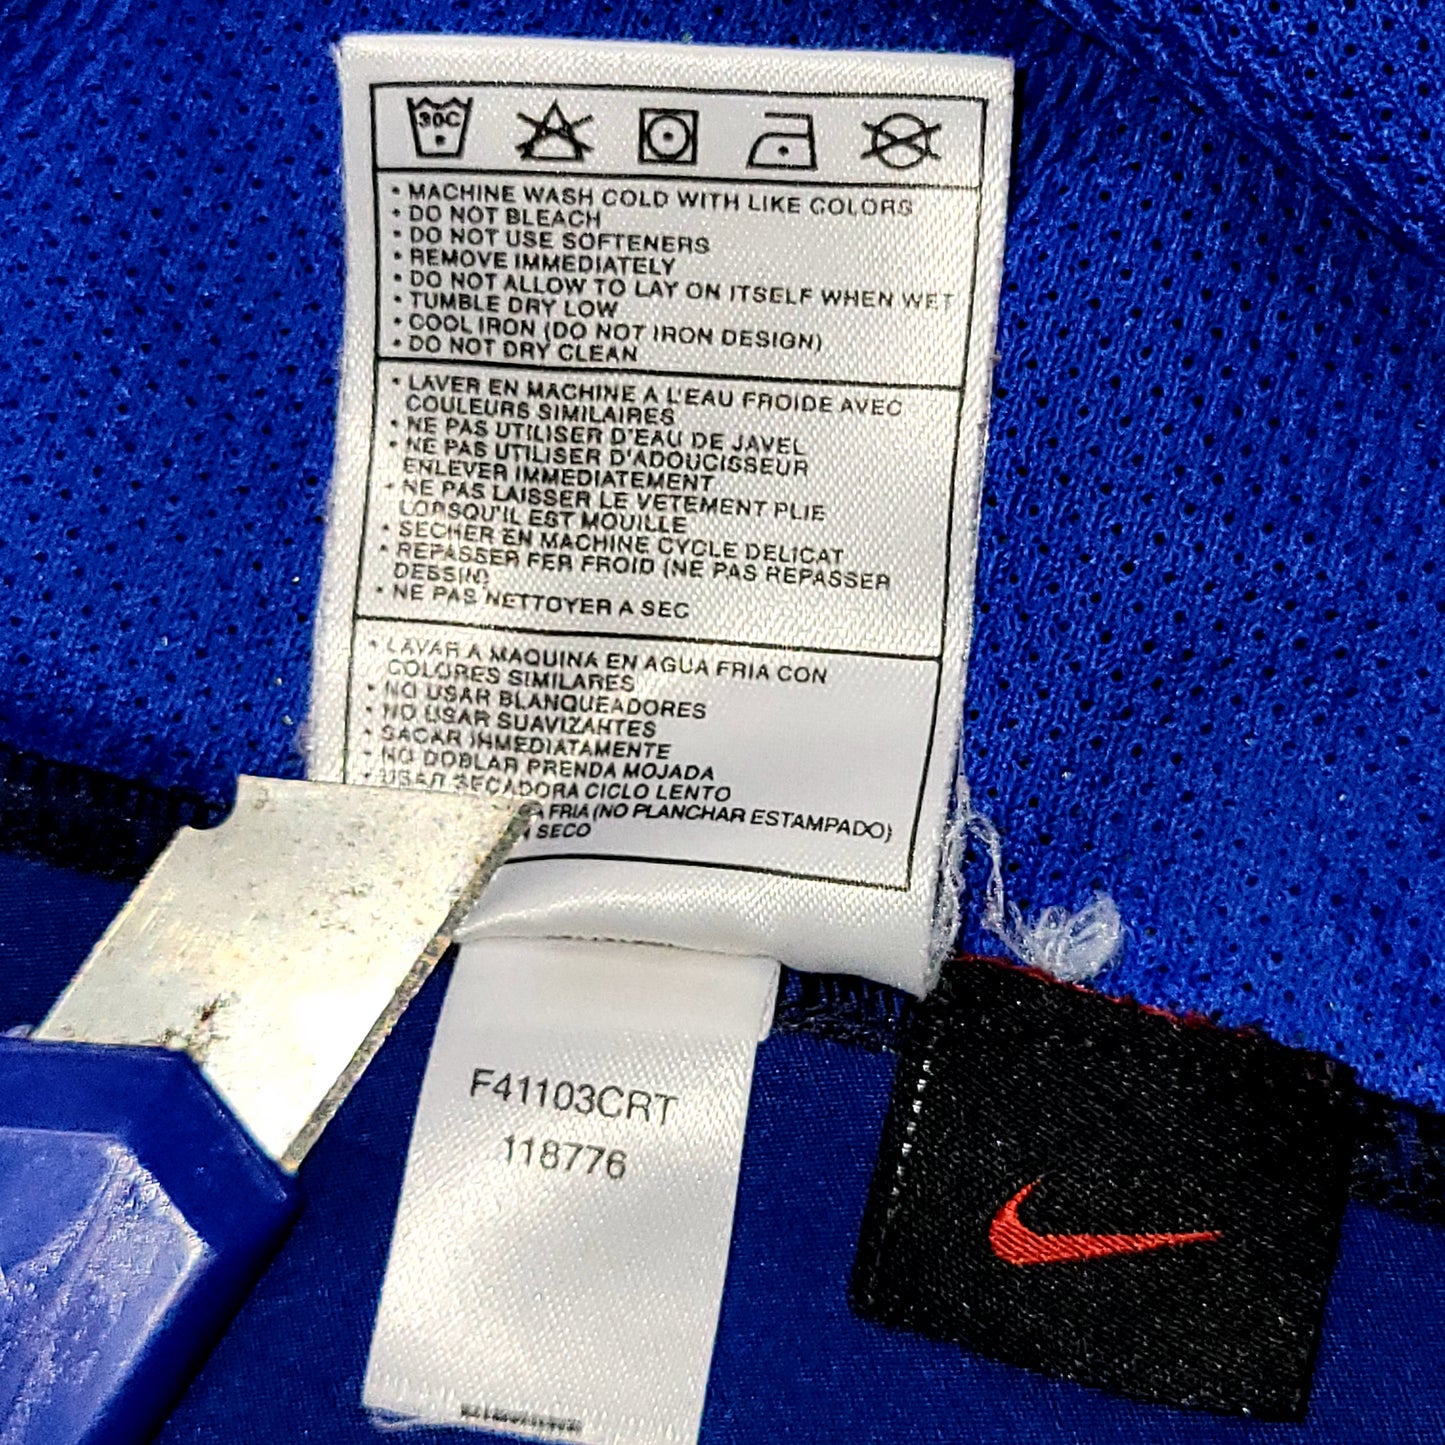 30C
• MACHINE WASH COLD WITH LIKE COLORS
• DO NOT BLEACH
• DO NOT USE SOFTENERS
• REMOVE IMMEDIATELY
• DO NOT ALLOW TO LAY ON ITSELF WHEN WET
• TUMBLE DRY LOW
• COOL IRON (DO NOT IRON DESIGN)
• DO NOT DRY CLEAN
• LAVER EN MACHINE A L'EAU FROIDE AVEC
COULEURS SIMILAIRES
• NE PAS UTILISER D'EAU DE JAVEL
• NE PAS UTILISER D'ADOUCISSEUR
ENLEVER IMMEDIATEMENT
• NE PAS LAISSER LE VETEMENT PLIE
LORSQU'IL EST MOUILLE
• SECHER EN MACHINE CYCLE DELICAT
• REPASSER FER FROID (NE PAS REPASSER
DESSIN)
• NE PAS NETTOYER A SEC
• LAVAR A MAQUINA EN AGUA FRIA CON
COLORES SIMILARES
• NO USAR BLANQUEADORES
• NO USAR SUAVIZANTES
• SACAR IHMEDIATAMENTE
• NO DOBLAR PRENDA MOJADA
• USAR SECADORA CICLO LENTO
FRIA (NO PLANCHAR ESTAMPADO)
SECO
F41103CRT
118776